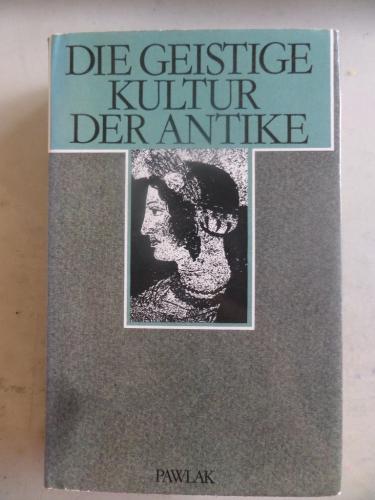 DIE GEISTIGE
KULTUR
DER ANTIKE
PAWLAK